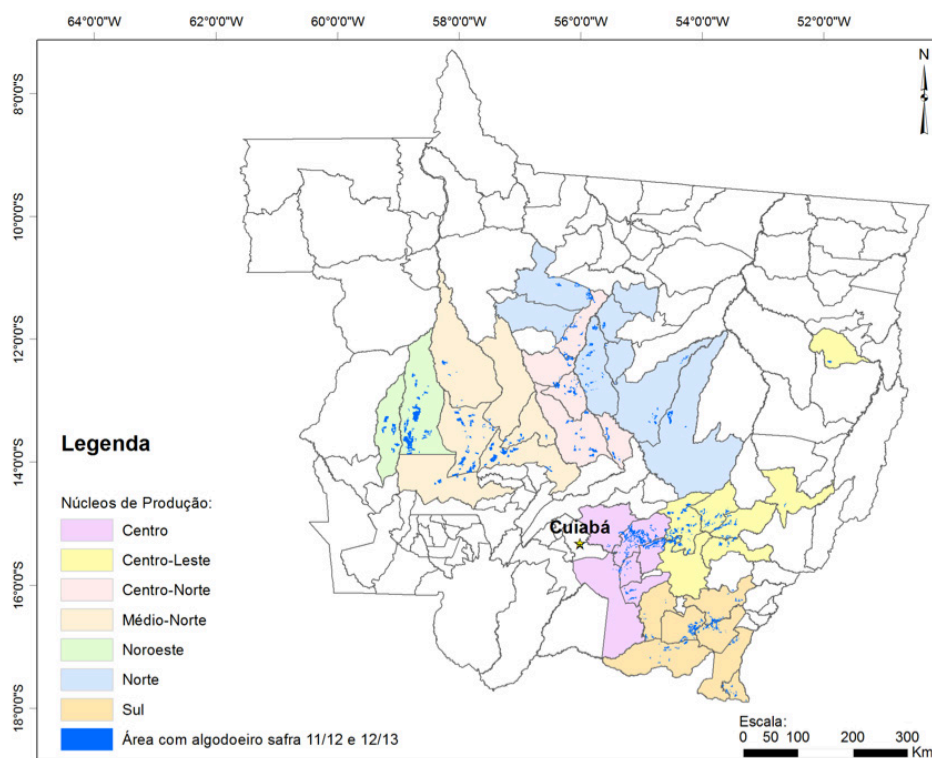 64°0'0"W 62°0'0"W 60°0'0"W 58°0'0"W 56°0'0"W 54°0'0"W 52°0'0"W
N
8°0'0"S
10°0'0"S
12°0'0"S
14°0'0"S
16°0'0"S
18°0'0"S
Cuiabá
Legenda
Núcleos de Produção:
Centro
Centro-Leste
Centro-Norte
Médio-Norte
Noroeste
Norte
Sul
Área com algodoeiro safra 11/12 e 12/13
Escala:
0 50 100 200 300
Km